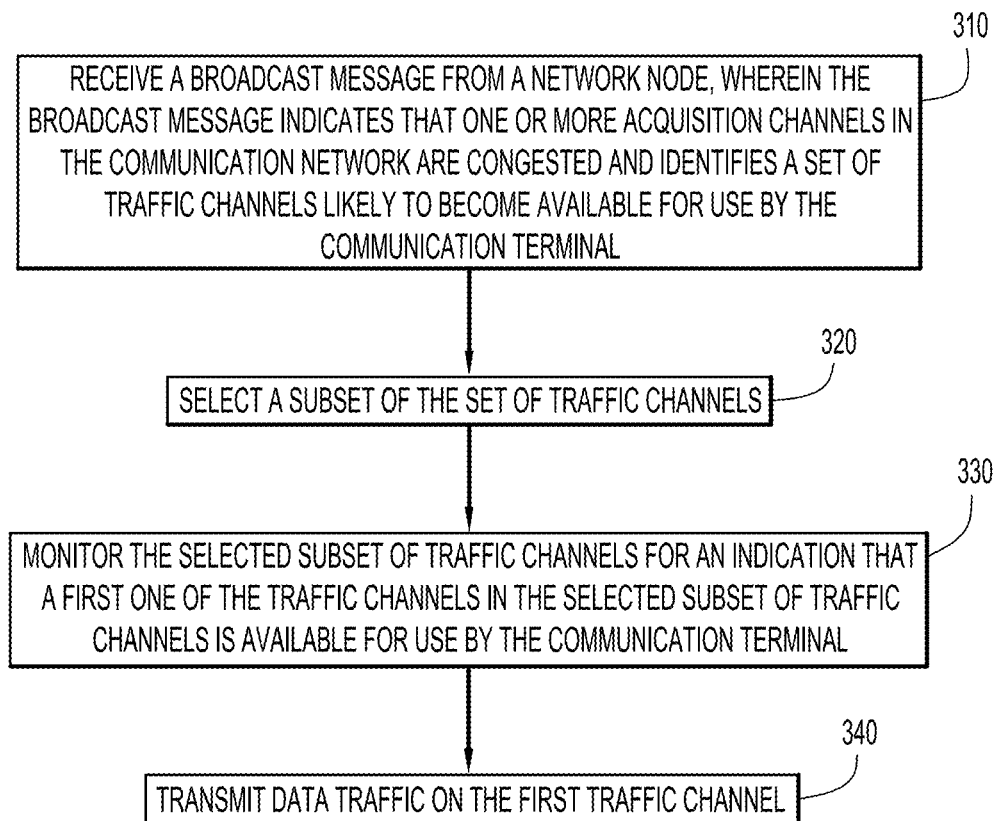 310
RECEIVE A BROADCAST MESSAGE FROM A NETWORK NODE, WHEREIN THE
BROADCAST MESSAGE INDICATES THAT ONE OR MORE ACQUISITION CHANNELS IN
THE COMMUNICATION NETWORK ARE CONGESTED AND IDENTIFIES A SET OF
TRAFFIC CHANNELS LIKELY TO BECOME AVAILABLE FOR USE BY THE
COMMUNICATION TERMINAL
320
SELECT A SUBSET OF THE SET OF TRAFFIC CHANNELS
330
MONITOR THE SELECTED SUBSET OF TRAFFIC CHANNELS FOR AN INDICATION THAT
A FIRST ONE OF THE TRAFFIC CHANNELS IN THE SELECTED SUBSET OF TRAFFIC
CHANNELS IS AVAILABLE FOR USE BY THE COMMUNICATION TERMINAL
340
TRANSMIT DATA TRAFFIC ON THE FIRST TRAFFIC CHANNEL